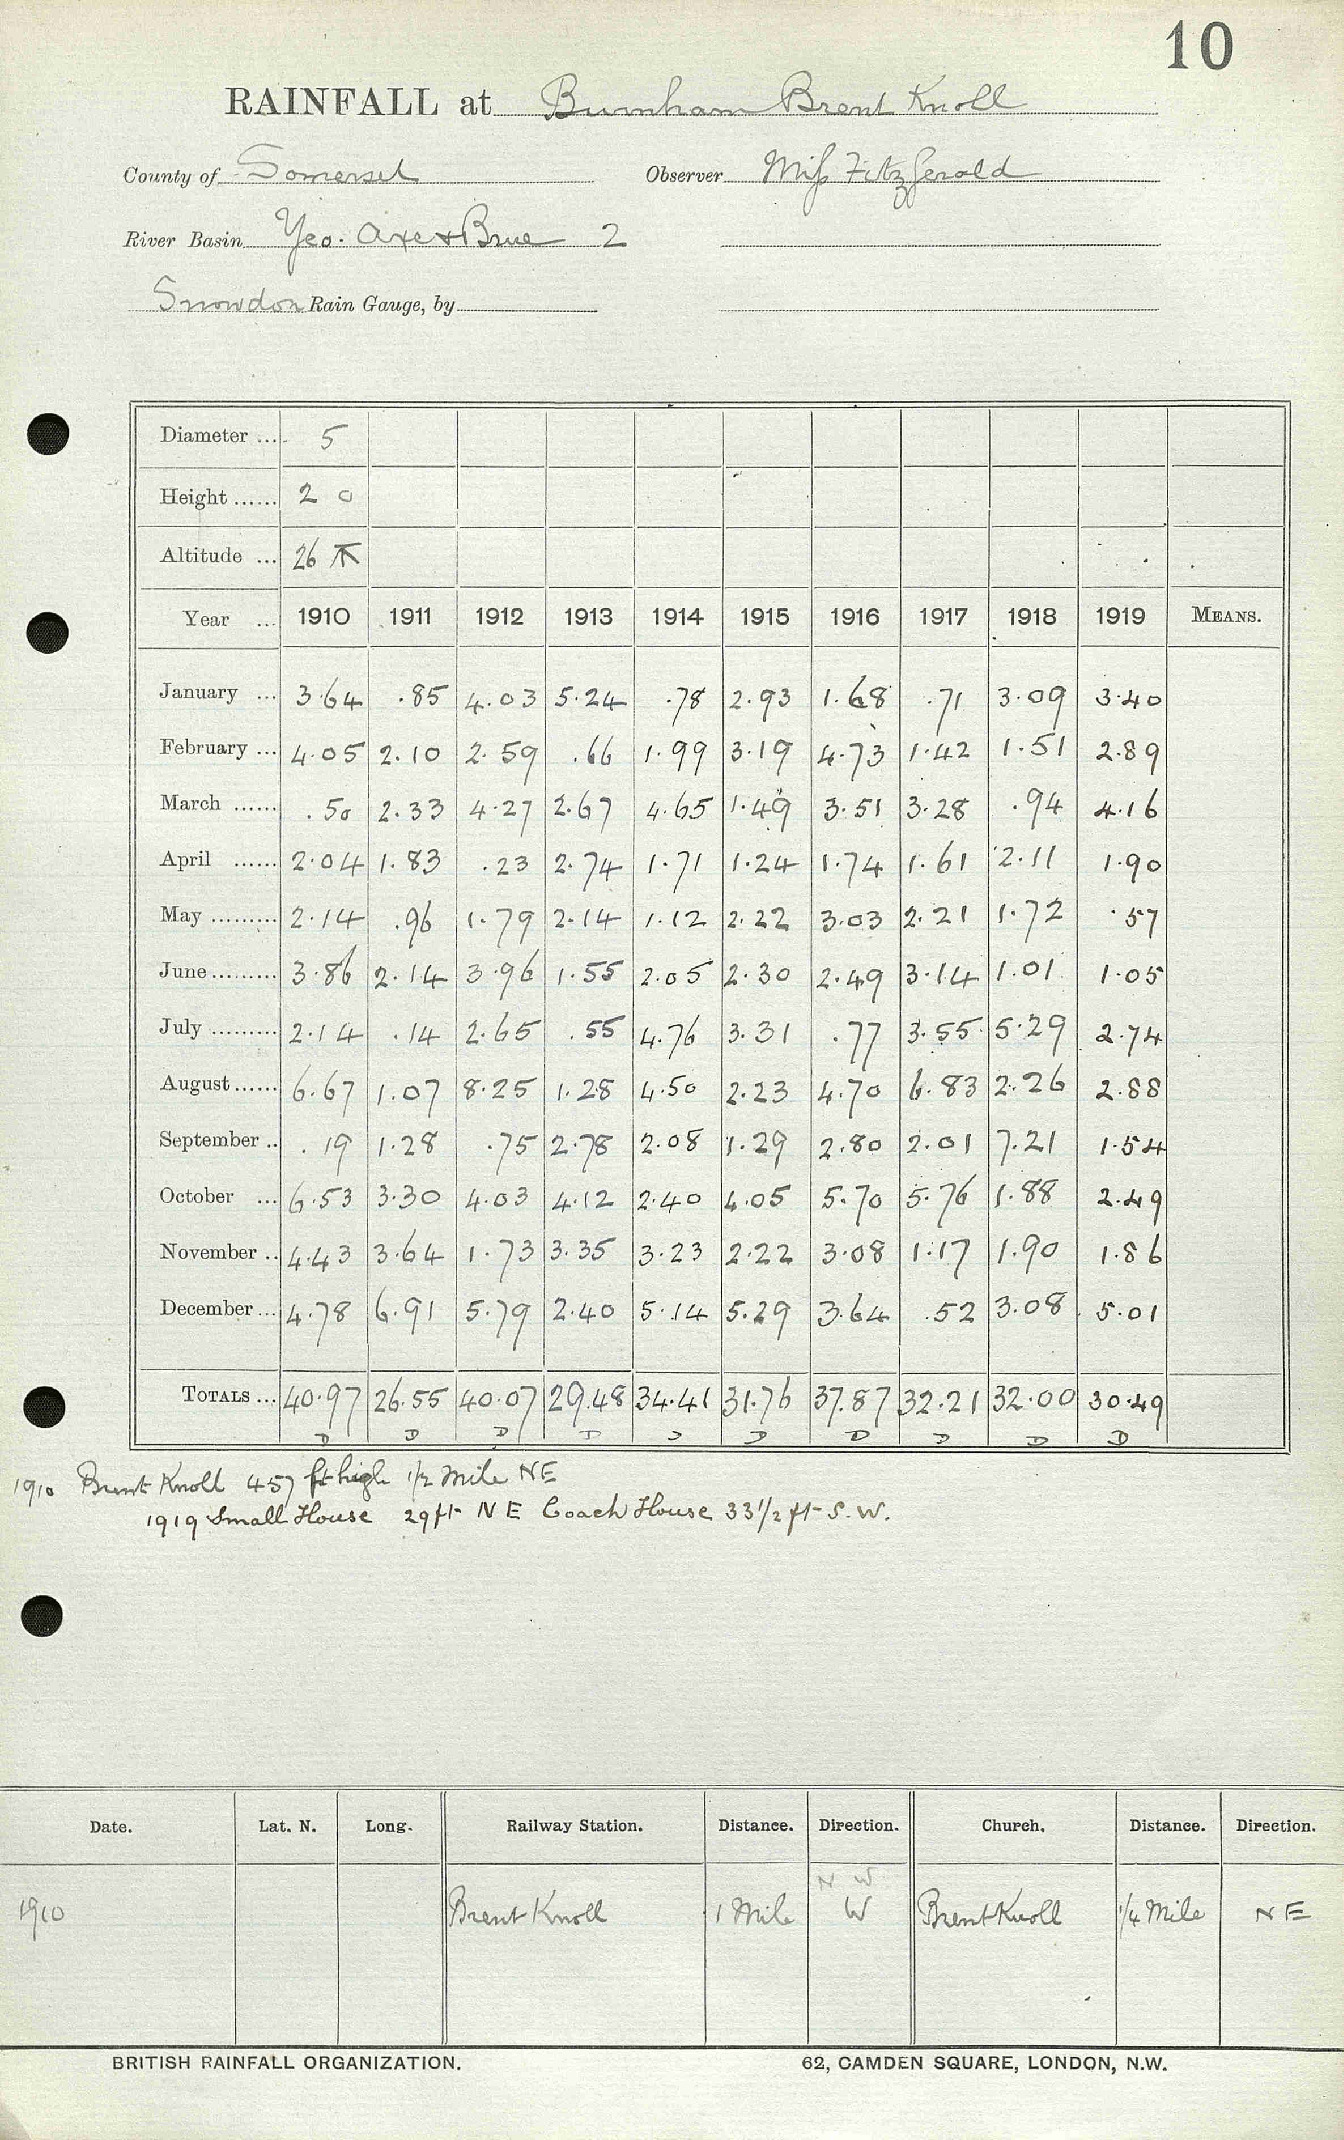 10
RAINFALL at Burnham Brent Knoll
County of Somerset Observer Miss Fitzgerald
River Basin Yeo. Axe & Brue 2
Snowdon Rain Gauge, by
Diameter ... 5
Height ...... 2 0
Altitude ... 26
Year ... 1910 1911 1912 1913 1914 1915 1916 1917 1918 1919 MEANS.
January ... 3.64 .85 4.03 5.24 .78 2.93 1.68 .71 3.09 3.40
February ... 4.05 2.10 2.59 .66 1.99 3.19 4.73 1.42 1.51 2.89
March ...... .50 2.33 4.27 2.67 4.65 1.49 3.51 3.28 .94 4.16
April ...... 2.04 1.83 .23 2.74 1.71 1.24 1.74 1.61 2.11 1.90
May ......... 2.14 .96 1.79 2.14 1.12 2.22 3.03 2.21 1.72 .57
June ......... 3.86 2.14 3.96 1.55 2.05 2.30 2.49 3.14 1.01 1.05
July ......... 2.14 .14 2.65 .55 4.76 3.31 .77 3.55 5.29 2.74
August ...... 6.67 1.07 8.25 1.28 4.50 2.23 4.70 6.83 2.26 2.88
September .. .19 1.28 .75 2.78 2.08 1.29 2.80 2.01 7.21 1.54
October ... 6.53 3.30 4.03 4.12 2.40 4.05 5.70 5.76 1.88 2.49
November .. 4.43 3.64 1.73 3.35 3.23 2.22 3.08 1.17 1.90 1.86
December ... 4.78 6.91 5.79 2.40 5.14 5.29 3.64 .52 3.08 5.01
TOTALS ... 40.97 26.55 40.07 29.48 34.41 31.76 37.87 32.21 32.00 30.49
D D D D D D D D D D
1910 Brent Knoll 457 ft high 1/2 mile NE
1919 Small House 29ft NE Coach House 33 1/2 ft S.W.
Date. Lat. N. Long. Railway Station. Distance. Direction. Church. Distance. Direction.
N W
1910 Brent Knoll 1 Mile W Brent Knoll 1/4 Mile NE
BRITISH RAINFALL ORGANIZATION. 62, CAMDEN SQUARE, LONDON, N.W.